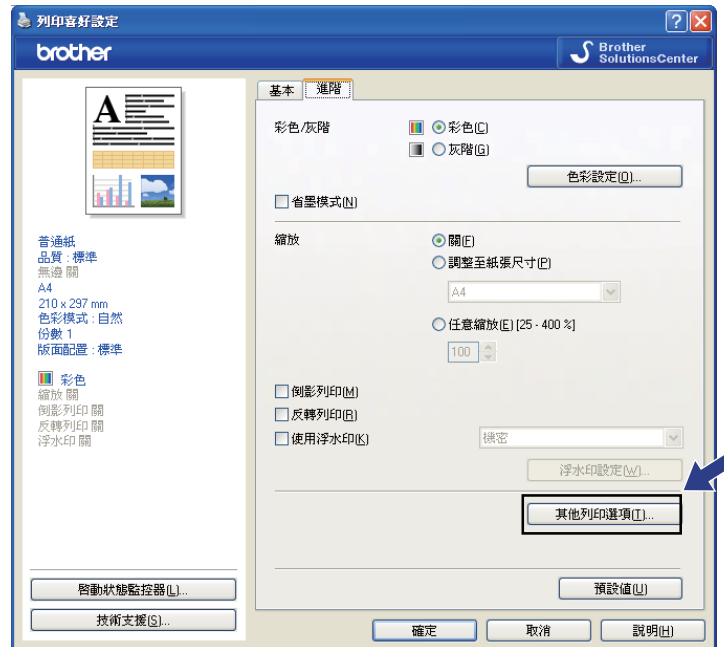 列印喜好設定
brother
Brother
SolutionsCenter
A
普通紙
品質 : 標準
無邊 關
A4
210 x 297 mm
色彩模式 : 自然
份數 1
版面配置 : 標準
彩色
縮放 關
倒影列印 關
反轉列印 關
浮水印 關
啓動狀態監控器(L)...
技術支援(S)...
基本
進階
彩色/灰階
彩色(C)
灰階(G)
色彩設定(O)...
省墨模式(N)
縮放
關(F)
調整至紙張尺寸(P)
A4
任意縮放(E) [25 - 400 %]
100
倒影列印(M)
反轉列印(R)
使用浮水印(K)
機密
浮水印設定(W)...
其他列印選項(T)...
預設值(U)
確定
取消
説明(H)